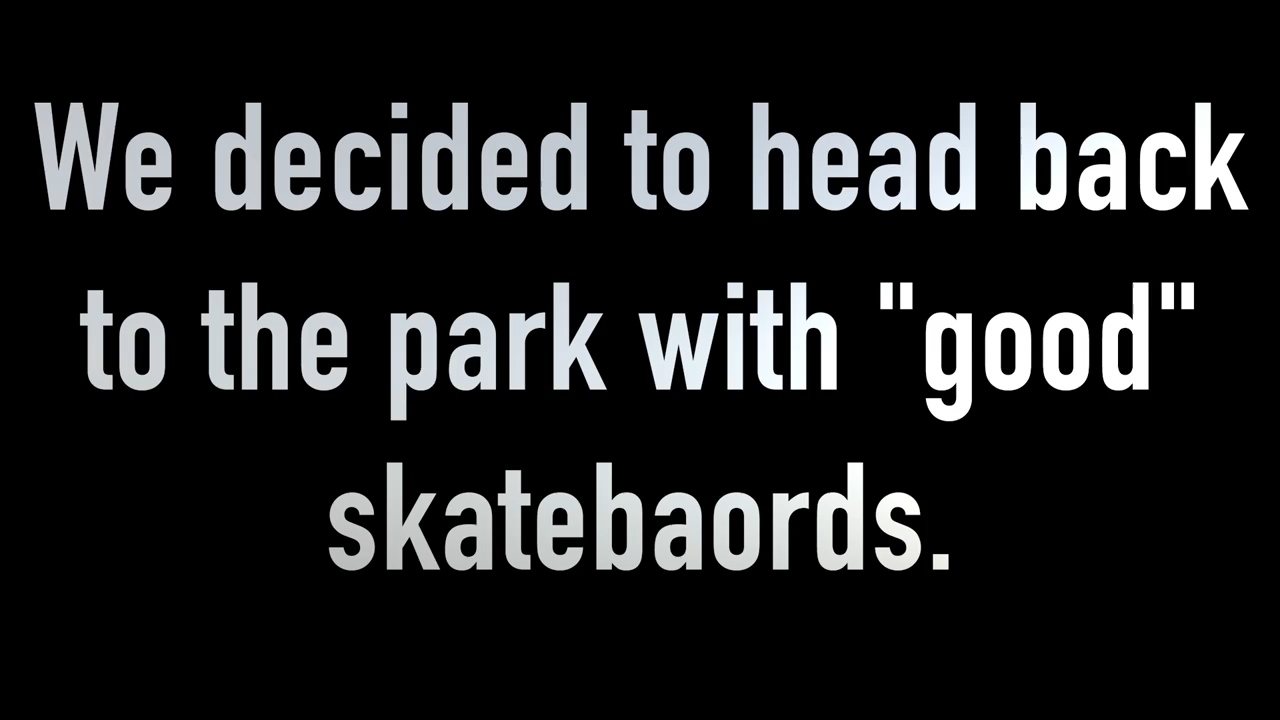 We decided to head back
to the park with "good"
skatebaords.